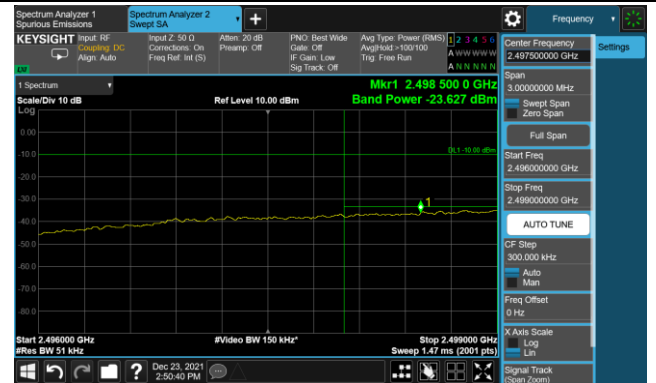 Spectrum Analyzer 1
Spurious Emissions
Spectrum Analyzer 2
Swept SA
Frequency
KEYSIGHT
Input: RF
Coupling: DC
Align: Auto
Input Z: 50 Ω
Corrections: On
Freq Ref: Int (S)
Atten: 20 dB
Preamp: Off
PNO: Best Wide
Gate: Off
IF Gain: Low
Sig Track: Off
Avg Type: Power (RMS)
Avg|Hold:>100/100
Trig: Free Run
1 2 3 4 5 6
A W W W W W
A N N N N N
LXI
1 Spectrum
Scale/Div 10 dB
Ref Level 10.00 dBm
Mkr1 2.498 500 0 GHz
Band Power -23.627 dBm
Log
0.00
-10.0
-20.0
-30.0
-40.0
-50.0
-60.0
-70.0
-80.0
DL1 -10.00 dBm
1
Start 2.496000 GHz
#Res BW 51 kHz
#Video BW 150 kHz*
Stop 2.499000 GHz
Sweep 1.47 ms (2001 pts)
Dec 23, 2021
2:50:40 PM
Center Frequency
2.497500000 GHz
Span
3.00000000 MHz
Swept Span
Zero Span
Full Span
Start Freq
2.496000000 GHz
Stop Freq
2.499000000 GHz
AUTO TUNE
CF Step
300.000 kHz
Auto
Man
Freq Offset
0 Hz
X Axis Scale
Log
Lin
Signal Track
(Span Zoom)
Settings